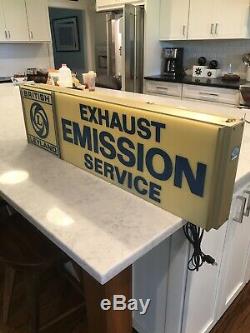 BRITISH
LEYLAND
EXHAUST
EMISSION
SERVICE